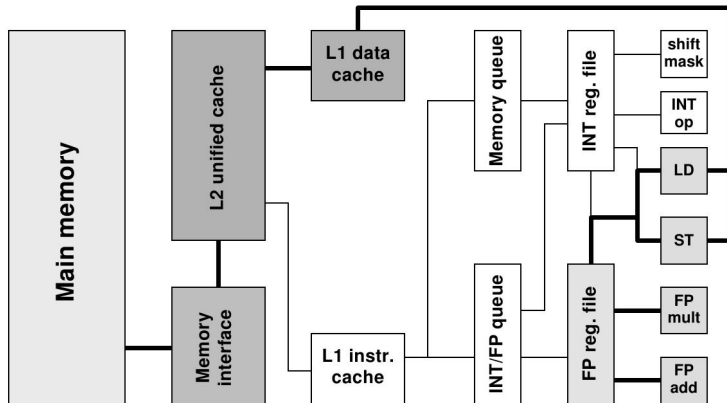 Main memory
L2 unified cache
Memory
interface
L1 data
cache
L1 instr.
cache
Memory queue
INT/FP queue
INT reg. file
FP reg. file
shift
mask
INT
op
LD
ST
FP
mult
FP
add